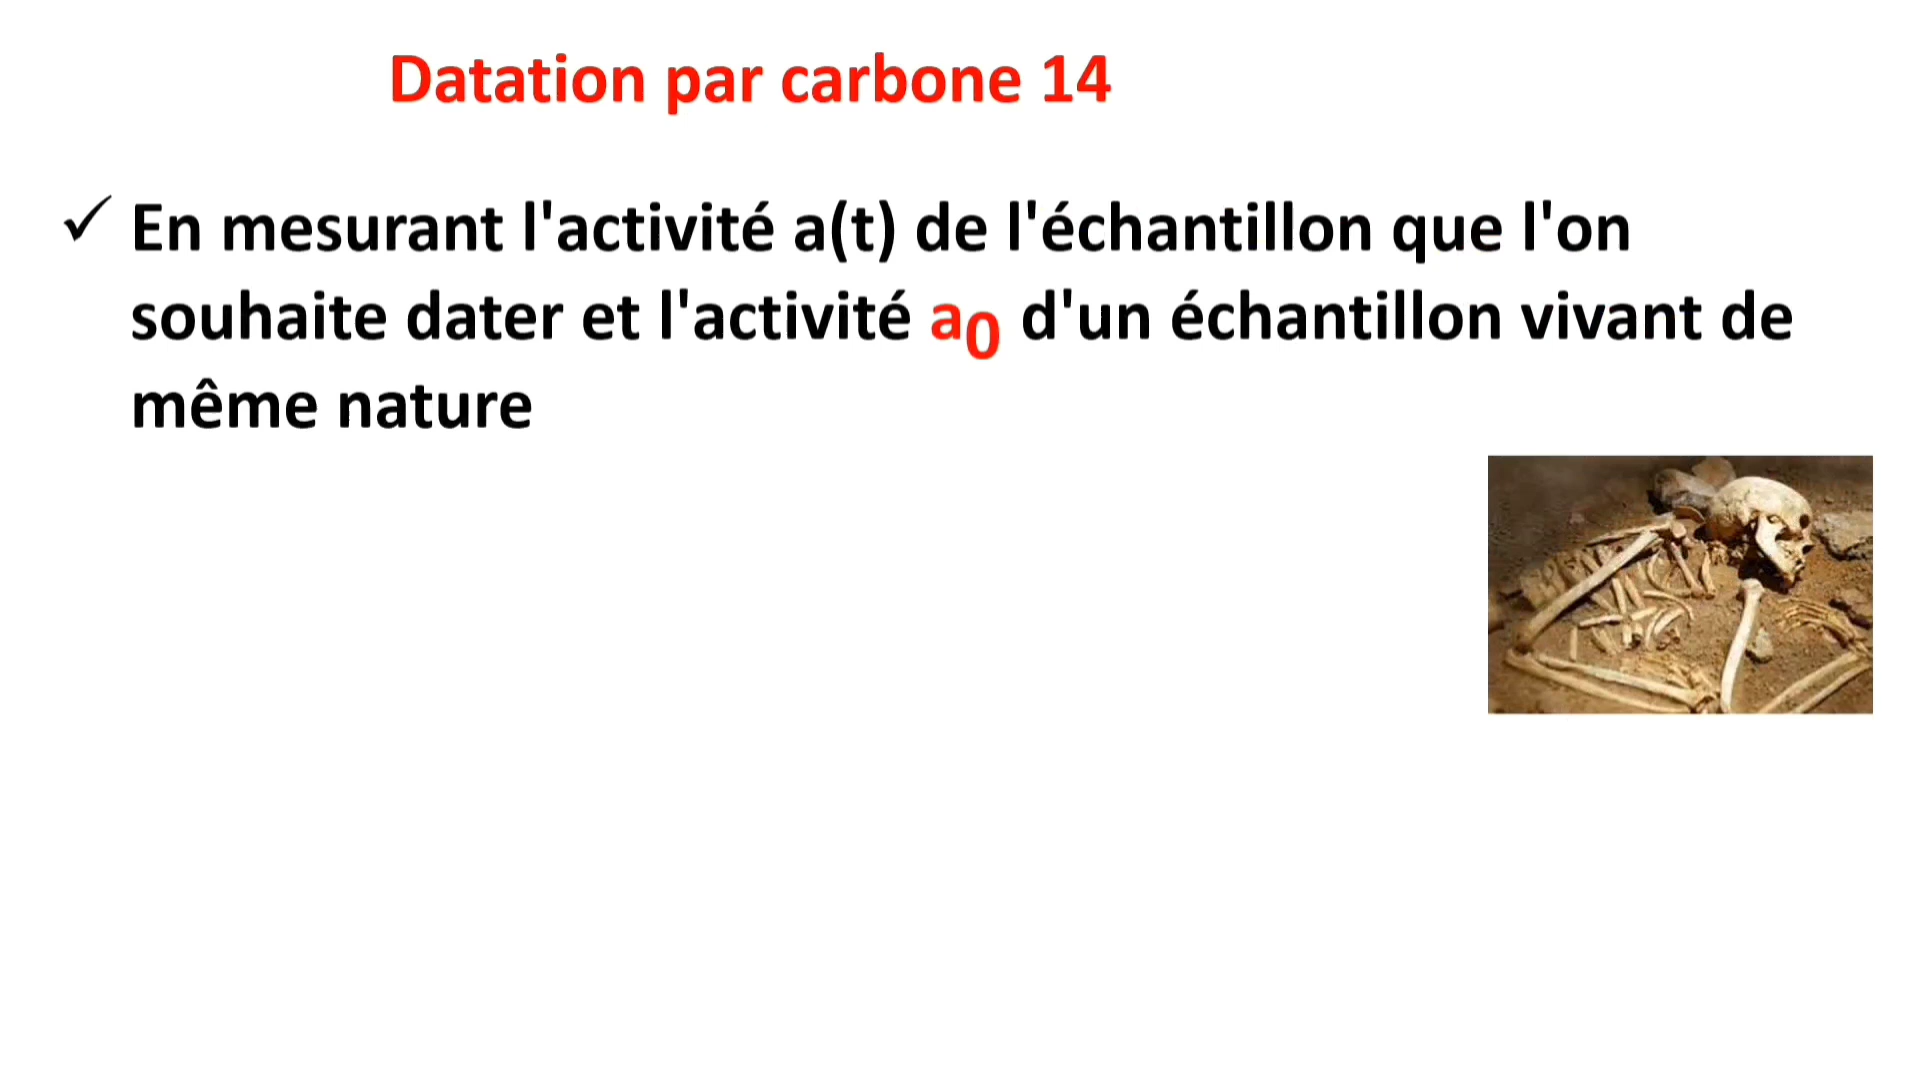 Datation par carbone 14
✓ En mesurant l'activité a(t) de l'échantillon que l'on
souhaite dater et l'activité a0 d'un échantillon vivant de
même nature